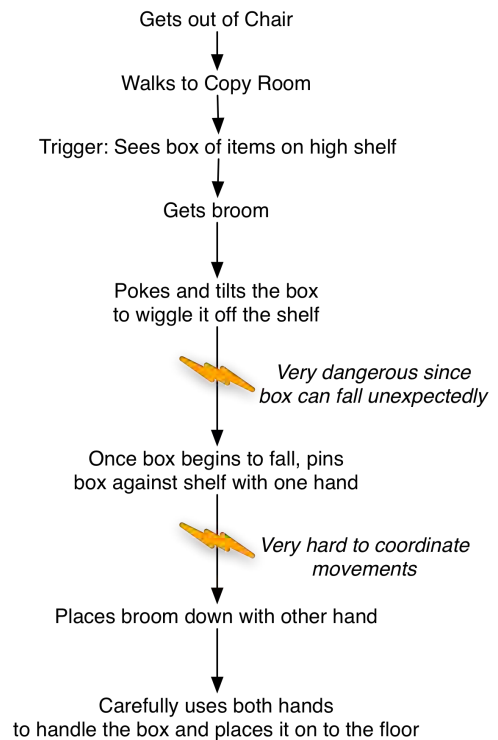 Gets out of Chair
Walks to Copy Room
Trigger: Sees box of items on high shelf
Gets broom
Pokes and tilts the box
to wiggle it off the shelf
Very dangerous since
box can fall unexpectedly
Once box begins to fall, pins
box against shelf with one hand
Very hard to coordinate
movements
Places broom down with other hand
Carefully uses both hands
to handle the box and places it on to the floor